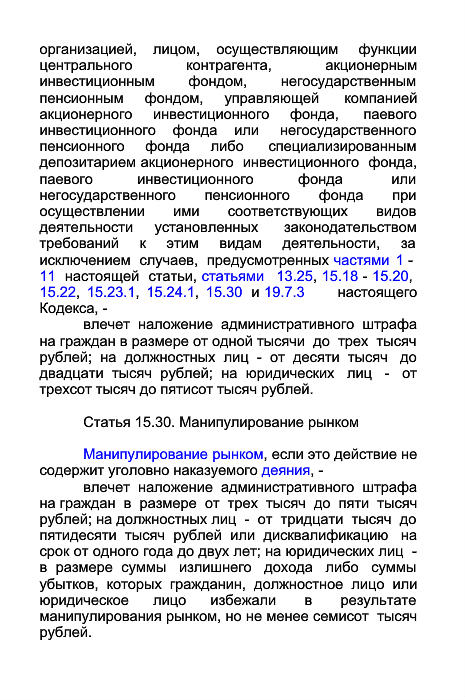 организацией, лицом, осуществляющим функции
центрального контрагента, акционерным
инвестиционным фондом, негосударственным
пенсионным фондом, управляющей компанией
акционерного инвестиционного фонда, паевого
инвестиционного фонда или негосударственного
пенсионного фонда либо специализированным
депозитарием акционерного инвестиционного фонда,
паевого инвестиционного фонда или
негосударственного пенсионного фонда при
осуществлении ими соответствующих видов
деятельности установленных законодательством
требований к этим видам деятельности, за
исключением случаев, предусмотренных частями 1 -
11 настоящей статьи, статьями 13.25, 15.18 - 15.20,
15.22, 15.23.1, 15.24.1, 15.30 и 19.7.3 настоящего
Кодекса, -
влечет наложение административного штрафа
на граждан в размере от одной тысячи до трех тысяч
рублей; на должностных лиц - от десяти тысяч до
двадцати тысяч рублей; на юридических лиц - от
трехсот тысяч до пятисот тысяч рублей.
Статья 15.30. Манипулирование рынком
Манипулирование рынком, если это действие не
содержит уголовно наказуемого деяния, -
влечет наложение административного штрафа
на граждан в размере от трех тысяч до пяти тысяч
рублей; на должностных лиц - от тридцати тысяч до
пятидесяти тысяч рублей или дисквалификацию на
срок от одного года до двух лет; на юридических лиц -
в размере суммы излишнего дохода либо суммы
убытков, которых гражданин, должностное лицо или
юридическое лицо избежали в результате
манипулирования рынком, но не менее семисот тысяч
рублей.